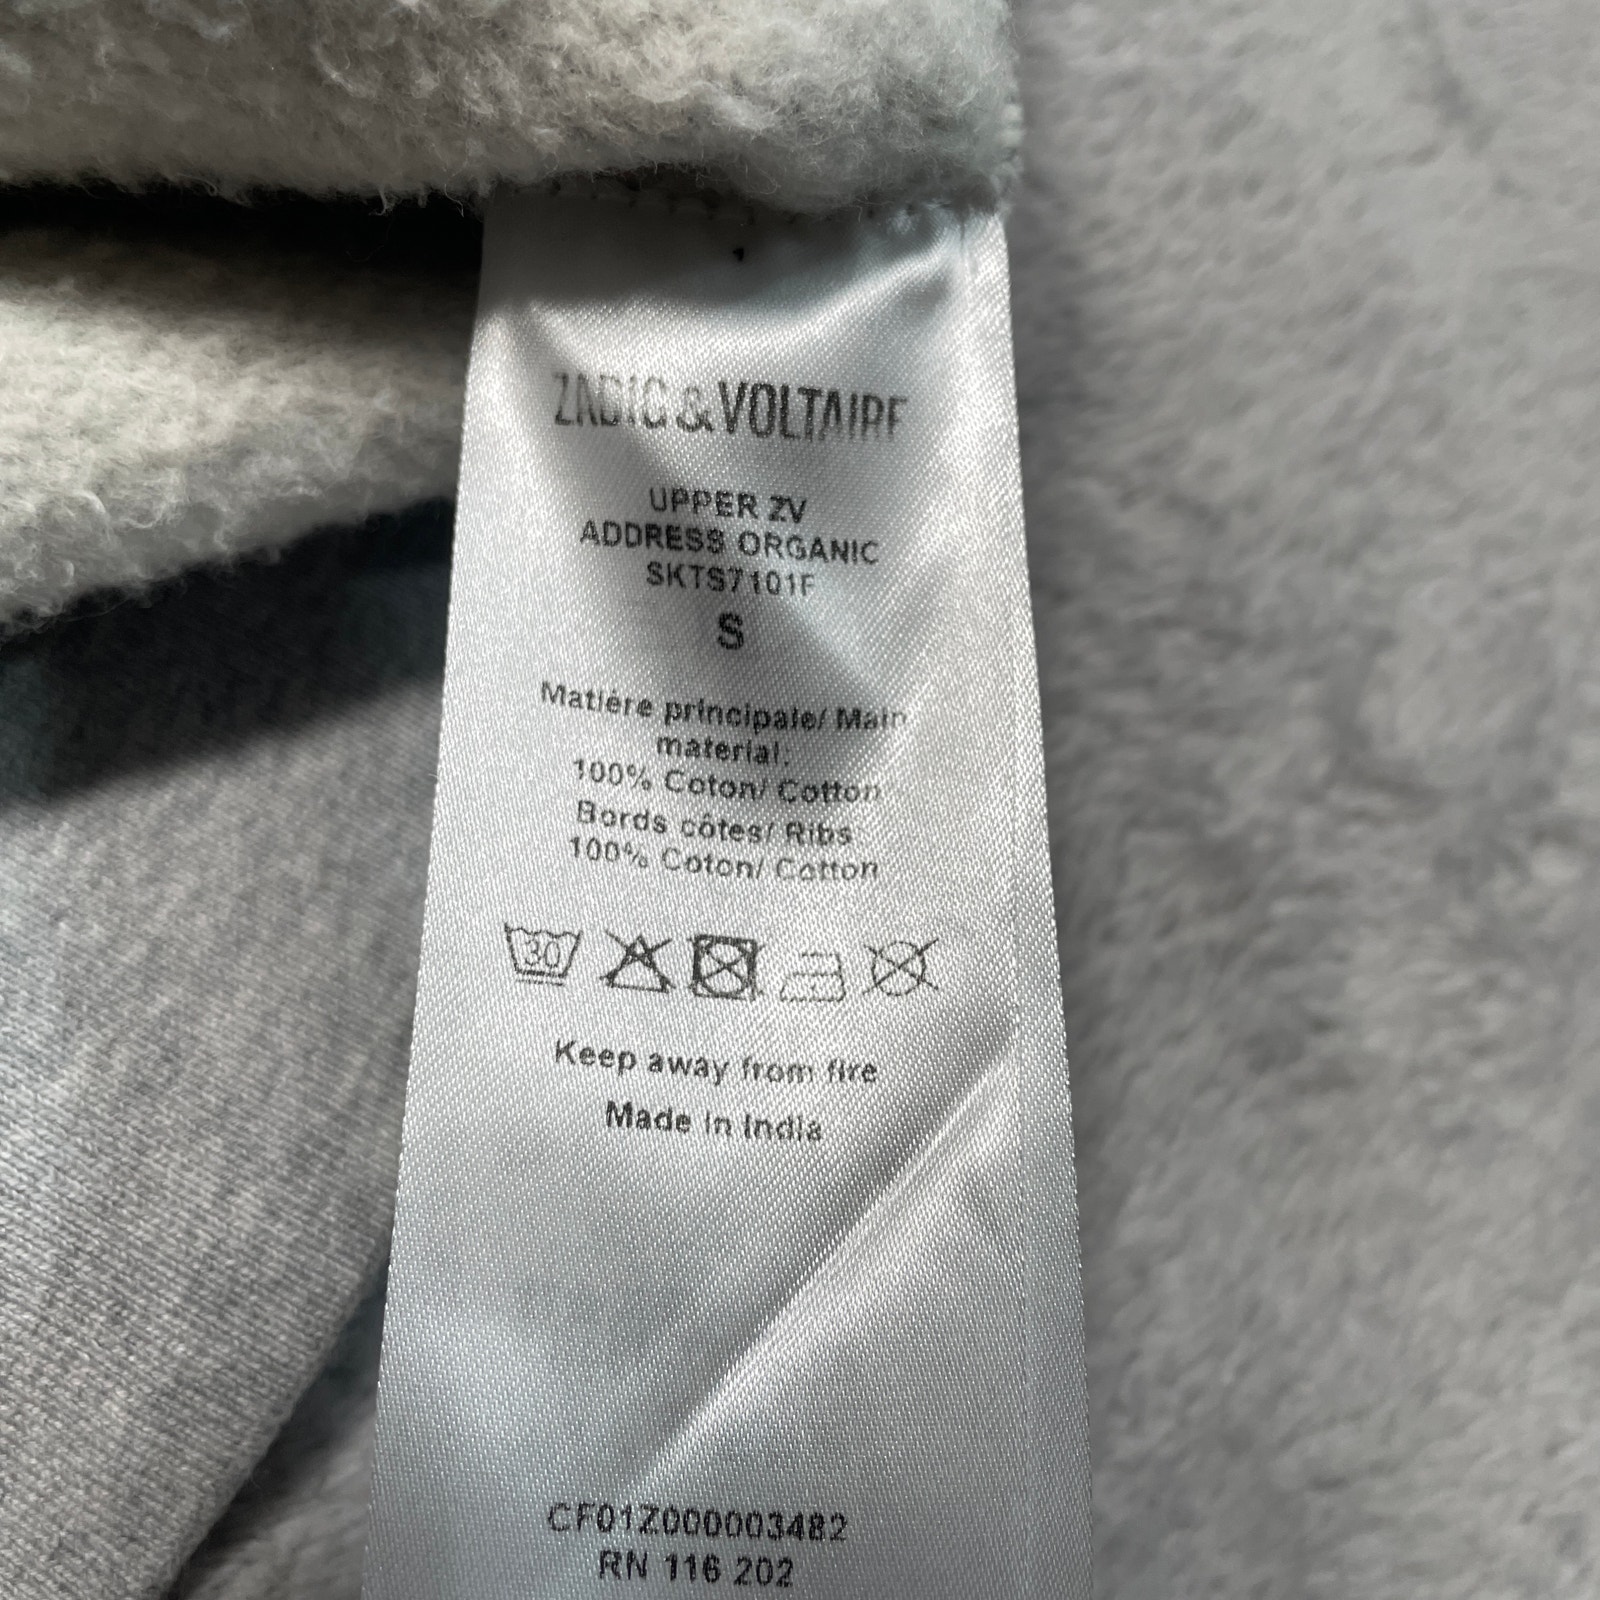 ZADIG & VOLTAIRE
UPPER ZV
ADDRESS ORGANIC
SKTS7101F
S
Matière principale/ Main
material:
100% Coton/ Cotton
Bords côtes/ Ribs
100% Coton/ Cotton
30
Keep away from fire
Made in India
CF01Z000003482
RN 116 202